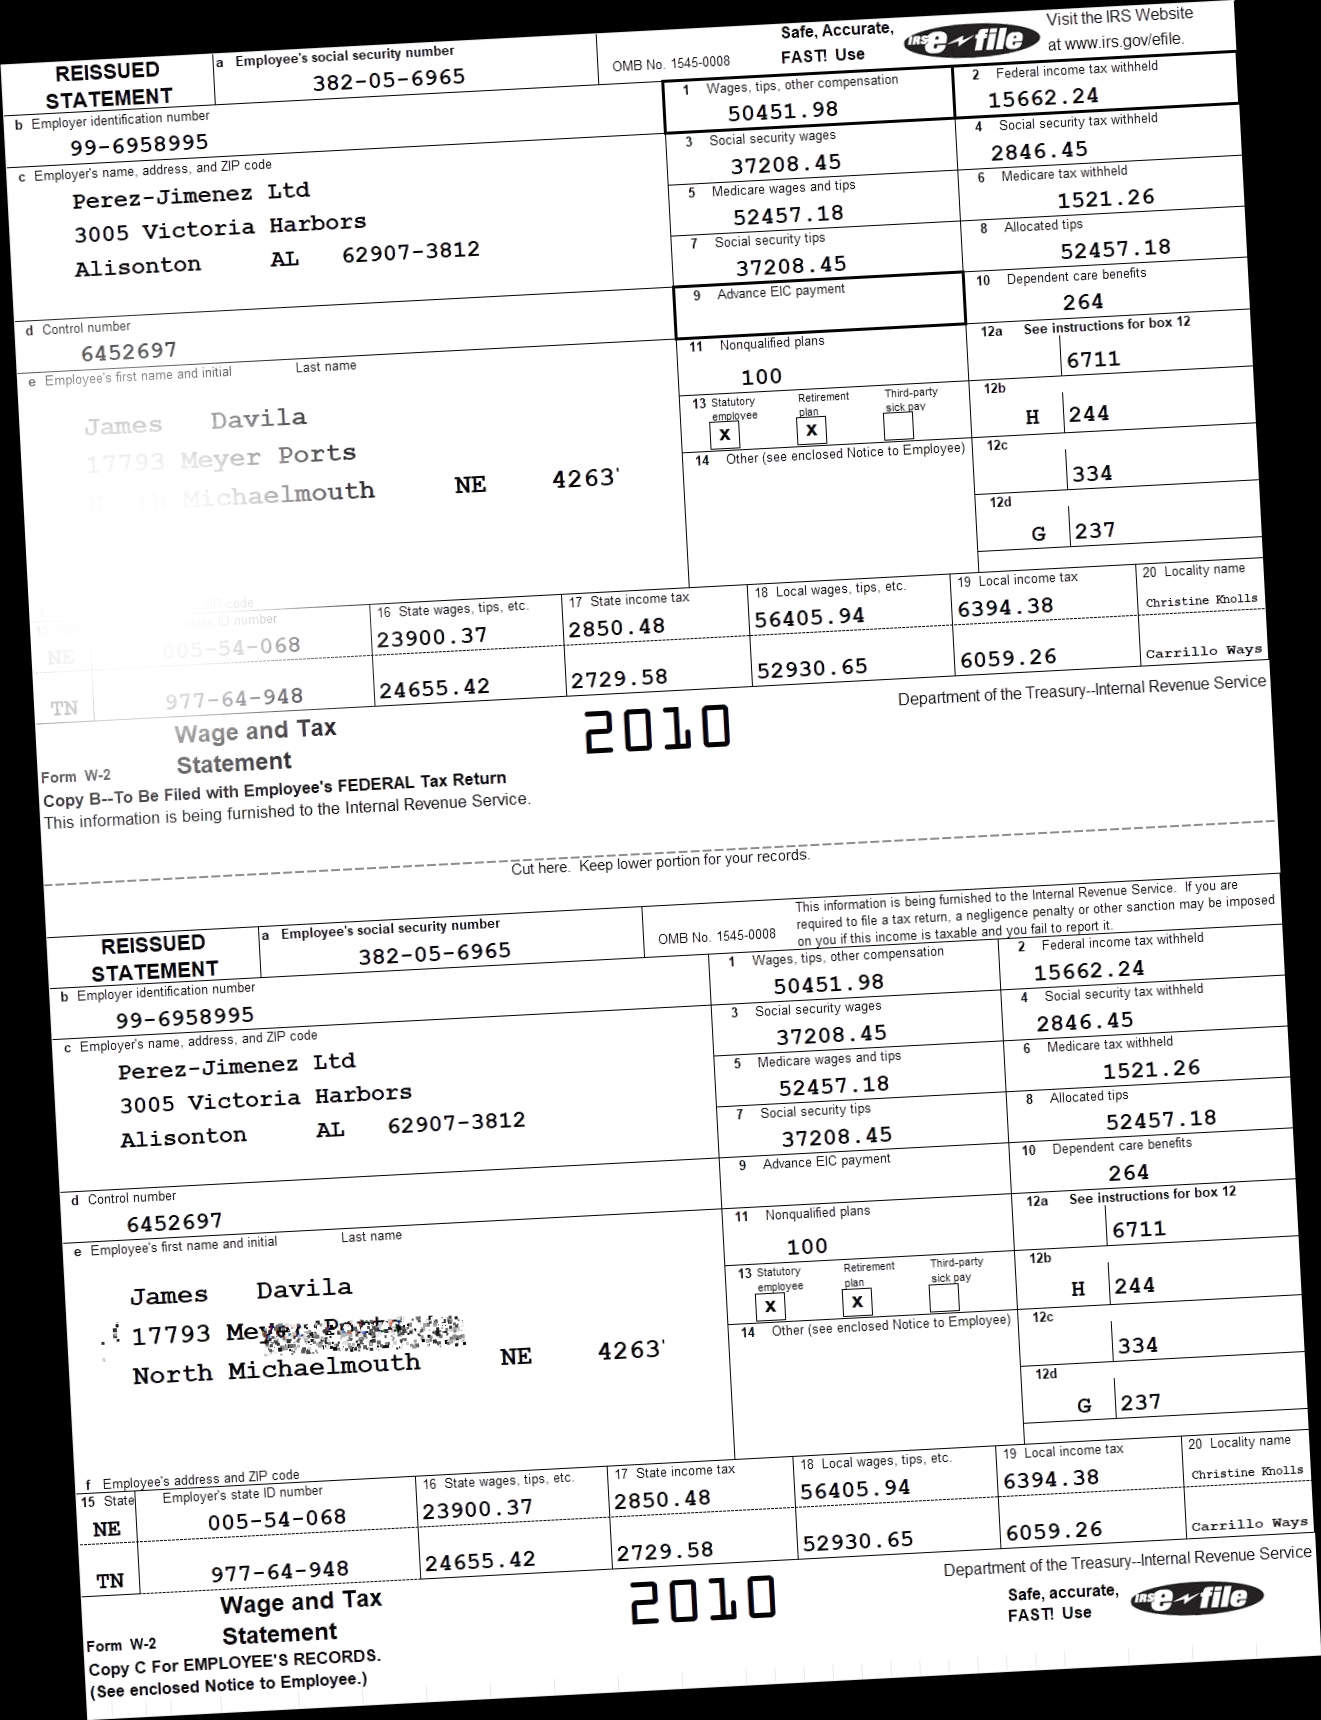 REISSUED STATEMENT
a Employee's social security number
382-05-6965
OMB No. 1545-0008
Safe, Accurate,
FAST! Use
IRS e-file
Visit the IRS Website
at www.irs.gov/efile.
b Employer identification number
99-6958995
1 Wages, tips, other compensation
50451.98
2 Federal income tax withheld
15662.24
3 Social security wages
37208.45
4 Social security tax withheld
2846.45
c Employer's name, address, and ZIP code
Perez-Jimenez Ltd
3005 Victoria Harbors
Alisonton AL 62907-3812
5 Medicare wages and tips
52457.18
6 Medicare tax withheld
1521.26
7 Social security tips
37208.45
8 Allocated tips
52457.18
9 Advance EIC payment
10 Dependent care benefits
264
d Control number
6452697
11 Nonqualified plans
100
12a See instructions for box 12
6711
e Employee's first name and initial Last name
James Davila
17793 Meyer Ports
North Michaelmouth NE 4263
13 Statutory employee
x
Retirement plan
x
Third-party sick pay
12b
H 244
14 Other (see enclosed Notice to Employee)
12c
334
12d
G 237
ZIP code
state ID number
16 State wages, tips, etc.
17 State income tax
18 Local wages, tips, etc.
19 Local income tax
20 Locality name
NE 005-54-068 23900.37 2850.48 56405.94 6394.38 Christine Knolls
TN 977-64-948 24655.42 2729.58 52930.65 6059.26 Carrillo Ways
Wage and Tax
Statement
2010
Department of the Treasury--Internal Revenue Service
Form W-2
Copy B--To Be Filed with Employee's FEDERAL Tax Return
This information is being furnished to the Internal Revenue Service.
Cut here. Keep lower portion for your records.
REISSUED STATEMENT
a Employee's social security number
382-05-6965
OMB No. 1545-0008
This information is being furnished to the Internal Revenue Service. If you are
required to file a tax return, a negligence penalty or other sanction may be imposed
on you if this income is taxable and you fail to report it.
b Employer identification number
99-6958995
1 Wages, tips, other compensation
50451.98
2 Federal income tax withheld
15662.24
3 Social security wages
37208.45
4 Social security tax withheld
2846.45
c Employer's name, address, and ZIP code
Perez-Jimenez Ltd
3005 Victoria Harbors
Alisonton AL 62907-3812
5 Medicare wages and tips
52457.18
6 Medicare tax withheld
1521.26
7 Social security tips
37208.45
8 Allocated tips
52457.18
9 Advance EIC payment
10 Dependent care benefits
264
d Control number
6452697
11 Nonqualified plans
100
12a See instructions for box 12
6711
e Employee's first name and initial Last name
James Davila
17793 Meyer Ports
North Michaelmouth NE 4263
13 Statutory employee
x
Retirement plan
x
Third-party sick pay
12b
H 244
14 Other (see enclosed Notice to Employee)
12c
334
12d
G 237
f Employee's address and ZIP code
15 State
Employer's state ID number
16 State wages, tips, etc.
17 State income tax
18 Local wages, tips, etc.
19 Local income tax
20 Locality name
NE 005-54-068 23900.37 2850.48 56405.94 6394.38 Christine Knolls
TN 977-64-948 24655.42 2729.58 52930.65 6059.26 Carrillo Ways
Wage and Tax
Statement
2010
Department of the Treasury--Internal Revenue Service
Safe, accurate,
FAST! Use
IRS e-file
Form W-2
Copy C For EMPLOYEE'S RECORDS.
(See enclosed Notice to Employee.)